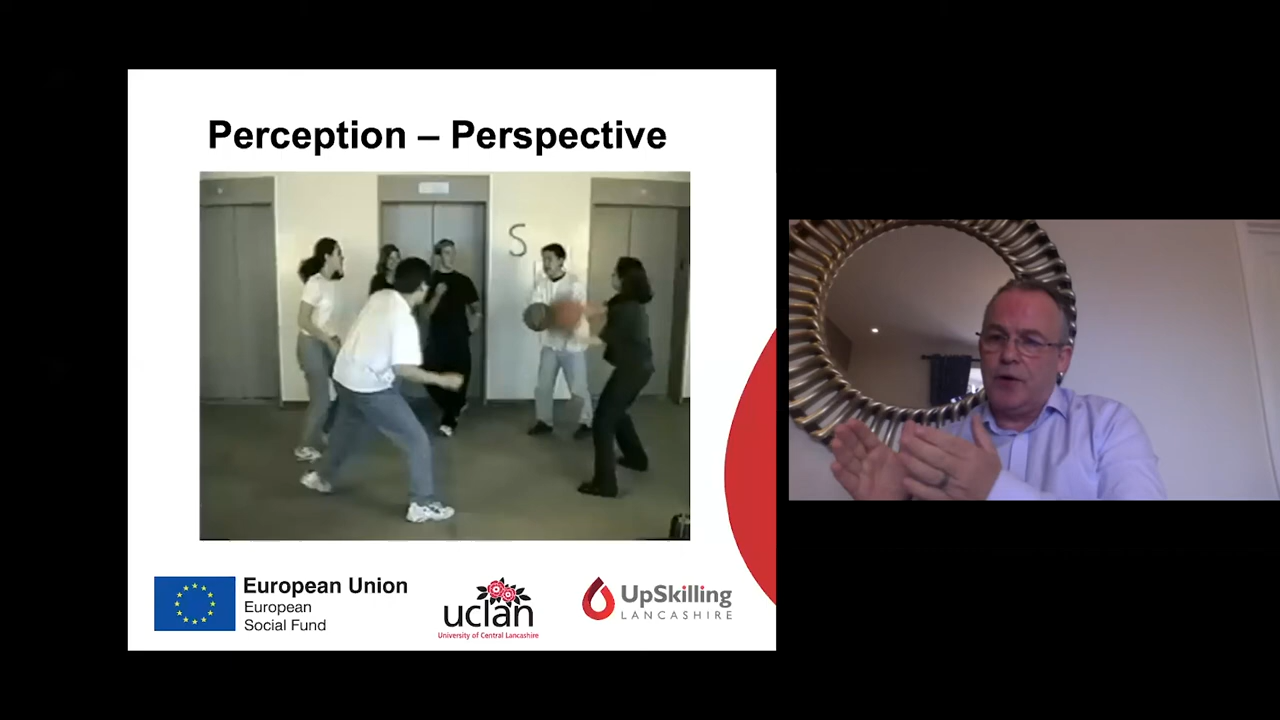 Perception – Perspective
S
European Union
European
Social Fund
uclan
University of Central Lancashire
UpSkilling
LANCASHIRE